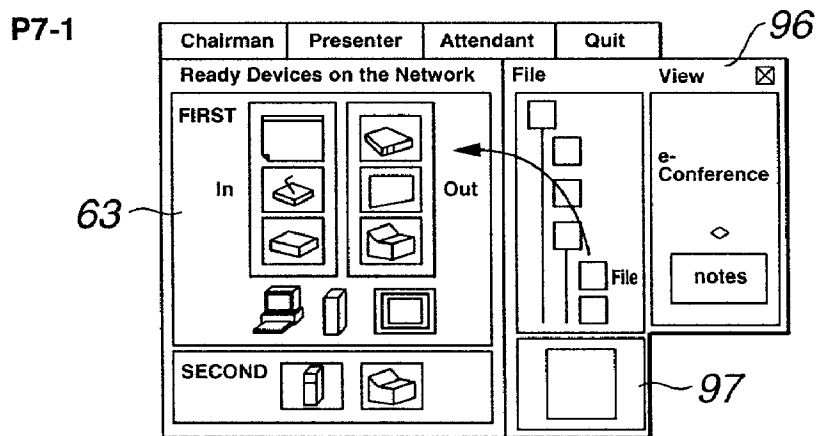 P7-1
96
Chairman Presenter Attendant Quit
Ready Devices on the Network File View
FIRST
e-
Conference
In Out
63
File
notes
SECOND
97